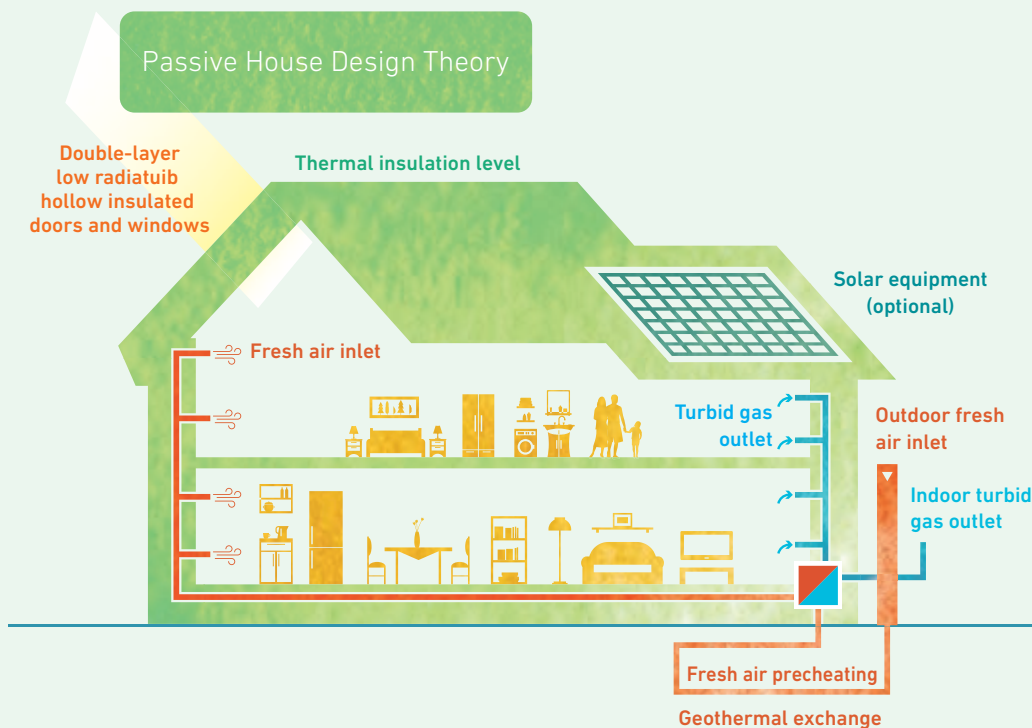 Passive House Design Theory
Double-layer
low radiatuib
hollow insulated
doors and windows
Thermal insulation level
Solar equipment
(optional)
Fresh air inlet
Turbid gas
outlet
Outdoor fresh
air inlet
Indoor turbid
gas outlet
Fresh air precheating
Geothermal exchange